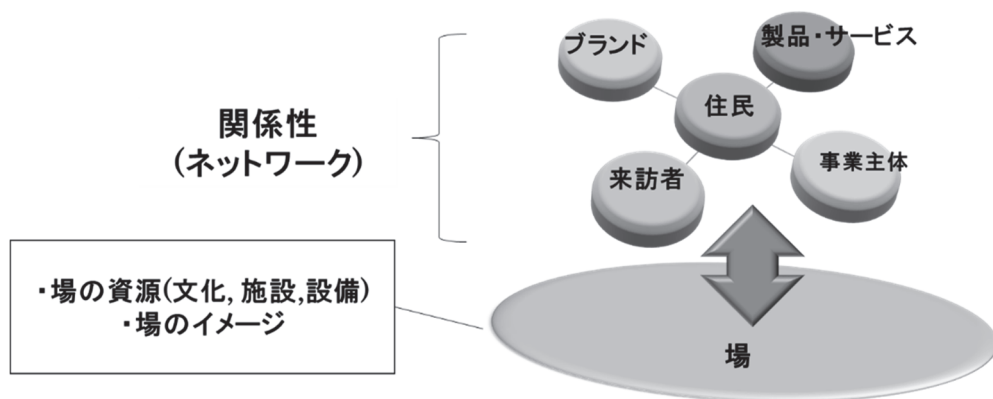 ブランド
製品・サービス
住民
関係性
(ネットワーク)
来訪者
事業主体
・場の資源(文化, 施設,設備)
・場のイメージ
場